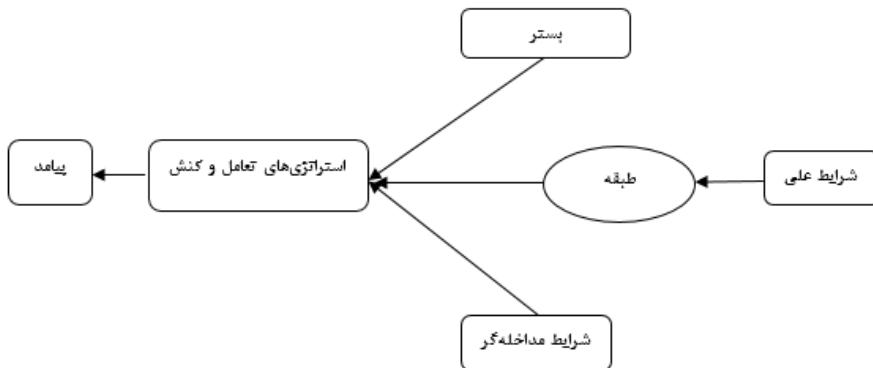 بستر
شرایط علی
طبقه
استراتژی‌های تعامل و کنش
پیامد
شرایط مداخله‌گر